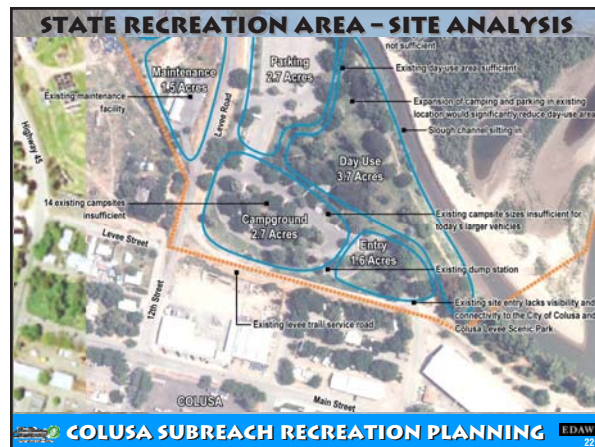 STATE RECREATION AREA – SITE ANALYSIS
not sufficient
Parking
2.7 Acres
Existing day-use area sufficient
Maintenance
1.5 Acres
Existing maintenance
facility
Levee Road
Expansion of camping and parking in existing
location would significantly reduce day-use area
Highway 45
Slough channel silting in
Day Use
3.7 Acres
14 existing campsites
insufficient
Campground
2.7 Acres
Existing campsite sizes insufficient for
today's larger vehicles
Levee Street
Entry
1.6 Acres
Existing dump station
12th Street
Existing site entry lacks visibility and
connectivity to the City of Colusa and
Colusa Levee Scenic Park
Existing levee trail/ service road
COLUSA
Main Street
COLUSA SUBREACH RECREATION PLANNING
EDAW
22